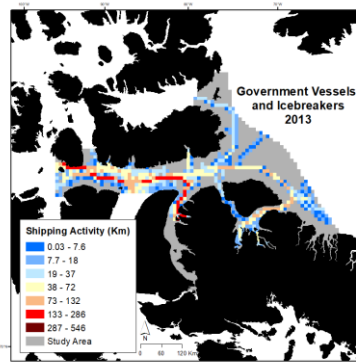 Government Vessels
and Icebreakers
2013
Shipping Activity (Km)
0.03 - 7.6
7.7 - 18
19 - 37
38 - 72
73 - 132
133 - 286
287 - 546
Study Area
N
0 60 120 Km